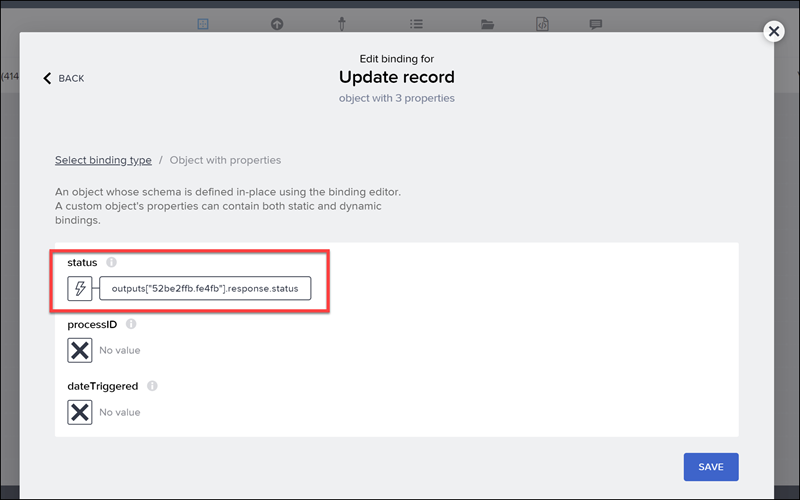 Edit binding for
BACK
Update record
(414
object with 3 properties
Select binding type / Object with properties
An object whose schema is defined in-place using the binding editor.
A custom object's properties can contain both static and dynamic
bindings.
status
outputs["52be2ffb.fe4fb"].response.status
processID
No value
dateTriggered
No value
SAVE